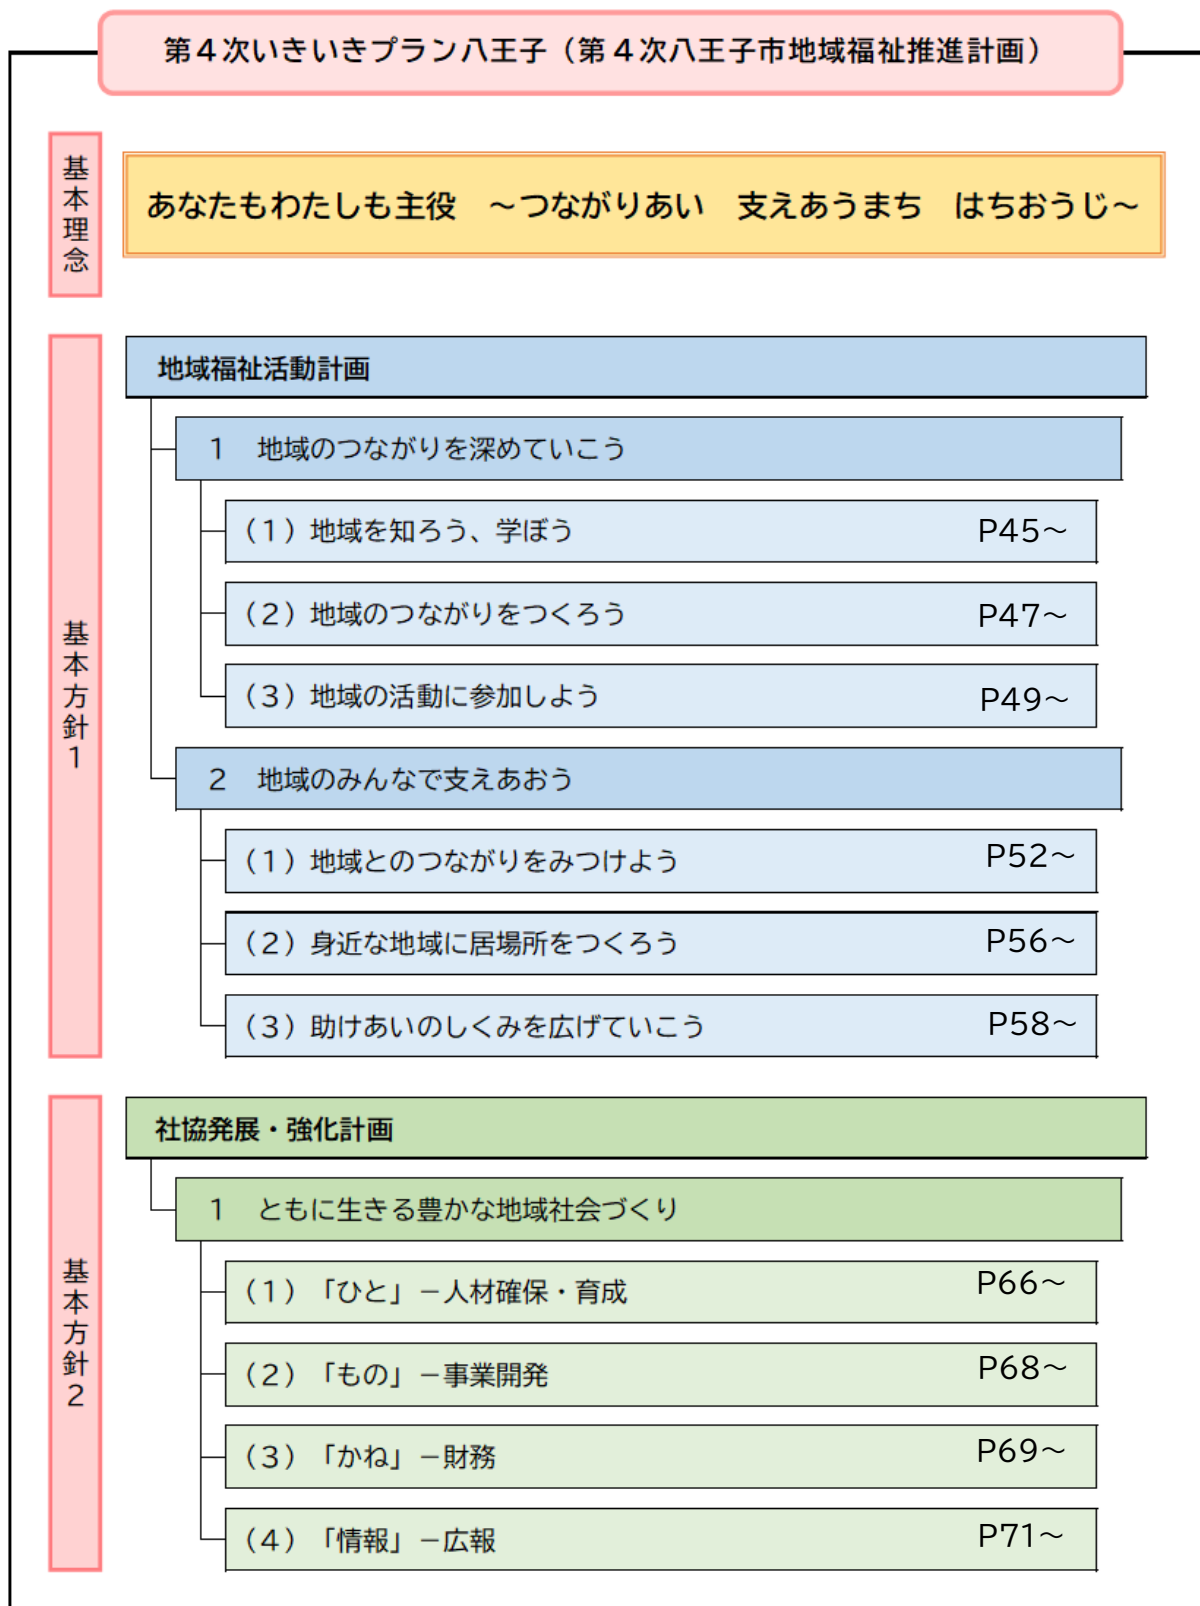 第４次いきいきプラン八王子（第４次八王子市地域福祉推進計画）
基本理念
あなたもわたしも主役　～つながりあい　支えあうまち　はちおうじ～
基本方針１
地域福祉活動計画
１　地域のつながりを深めていこう
（１）地域を知ろう、学ぼう　P45～
（２）地域のつながりをつくろう　P47～
（３）地域の活動に参加しよう　P49～
２　地域のみんなで支えあおう
（１）地域とのつながりをみつけよう　P52～
（２）身近な地域に居場所をつくろう　P56～
（３）助けあいのしくみを広げていこう　P58～
基本方針２
社協発展・強化計画
１　ともに生きる豊かな地域社会づくり
（１）「ひと」－人材確保・育成　P66～
（２）「もの」－事業開発　P68～
（３）「かね」－財務　P69～
（４）「情報」－広報　P71～